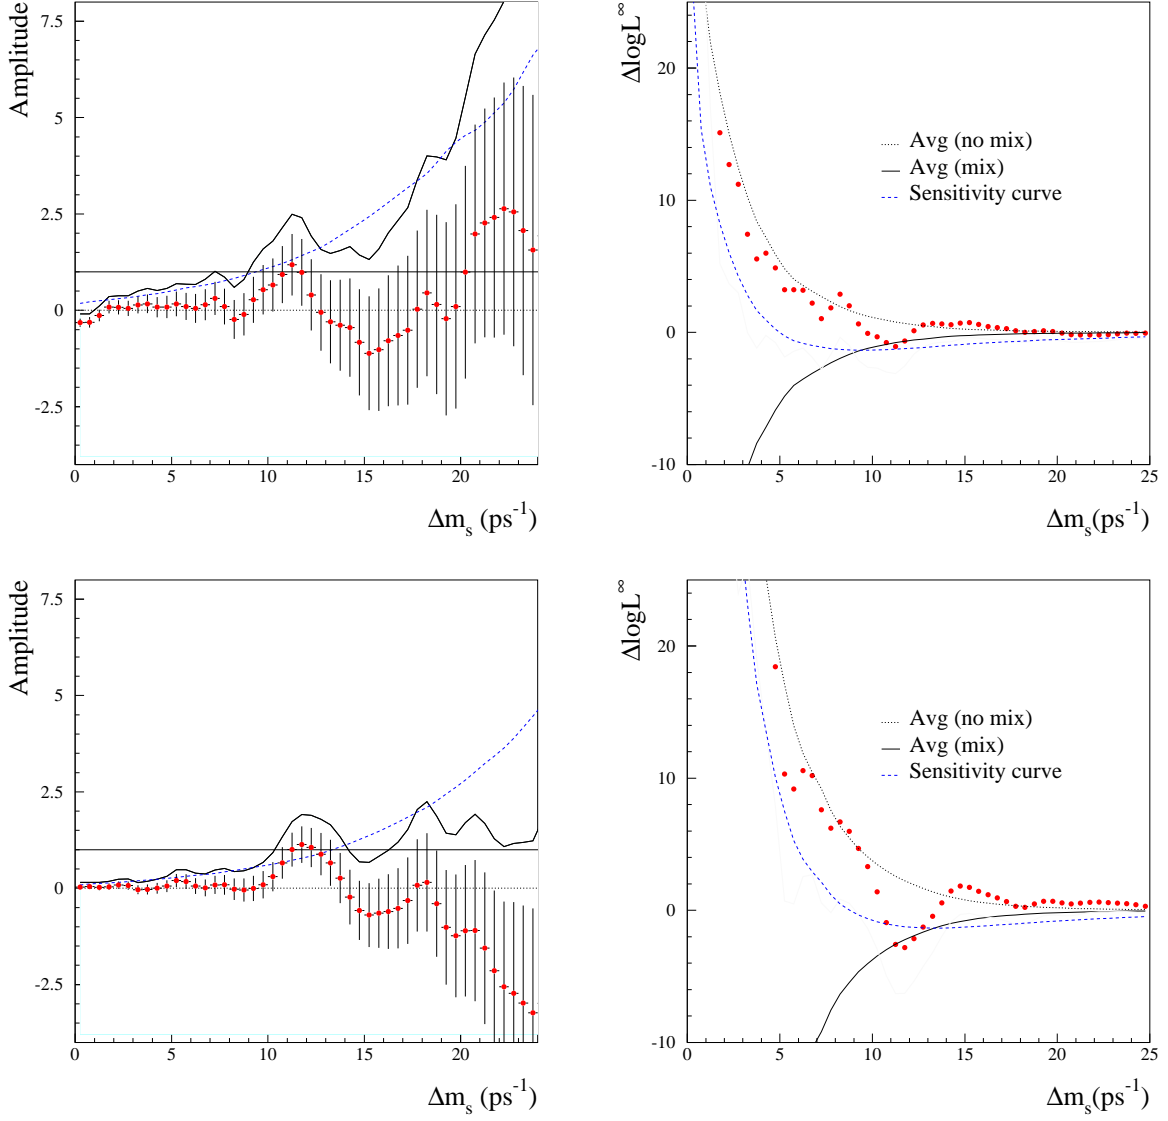 Amplitude
7.5
5
2.5
0
-2.5
0 5 10 15 20
Δm_s (ps^-1)
ΔlogL^∞
20
10
0
-10
Avg (no mix)
Avg (mix)
Sensitivity curve
0 5 10 15 20 25
Δm_s(ps^-1)
Amplitude
7.5
5
2.5
0
-2.5
0 5 10 15 20
Δm_s (ps^-1)
ΔlogL^∞
20
10
0
-10
Avg (no mix)
Avg (mix)
Sensitivity curve
0 5 10 15 20 25
Δm_s(ps^-1)